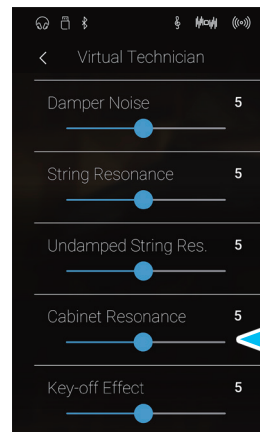 Virtual Technician
Damper Noise 5
String Resonance 5
Undamped String Res. 5
Cabinet Resonance 5
Key-off Effect 5